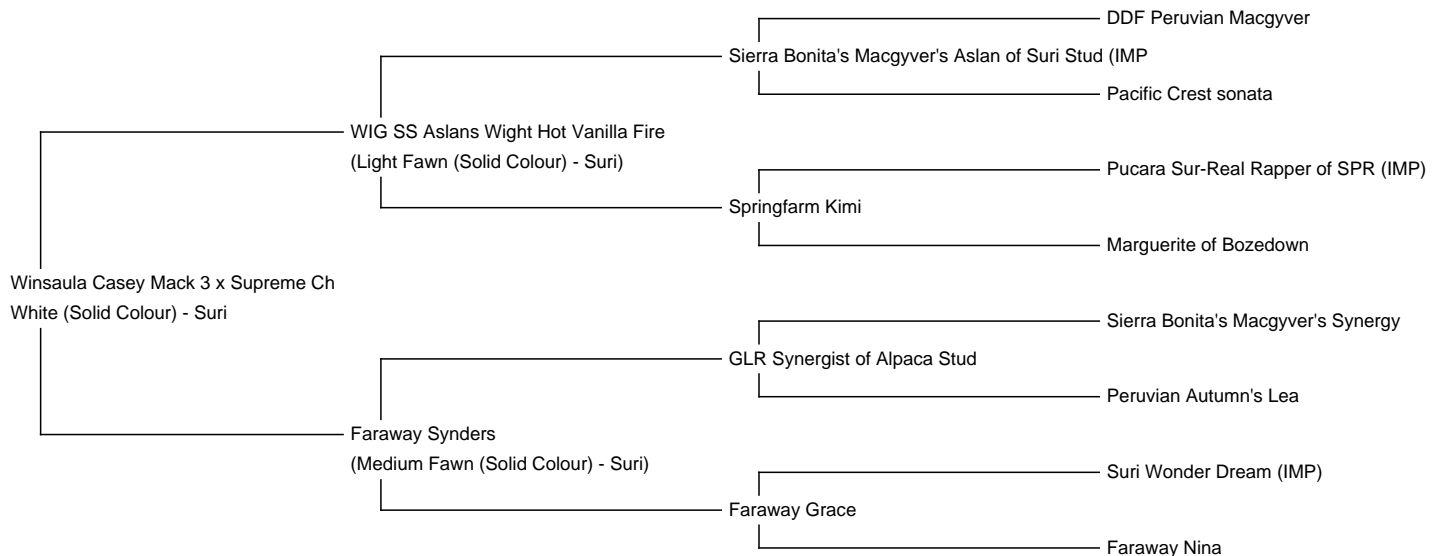 DDF Peruvian Macgyver
Sierra Bonita's Macgyver's Aslan of Suri Stud (IMP
Pacific Crest sonata
WIG SS Aslans Wight Hot Vanilla Fire
(Light Fawn (Solid Colour) - Suri)
Pucara Sur-Real Rapper of SPR (IMP)
Springfarm Kimi
Marguerite of Bozedown
Winsaula Casey Mack 3 x Supreme Ch
White (Solid Colour) - Suri
Sierra Bonita's Macgyver's Synergy
GLR Synergist of Alpaca Stud
Peruvian Autumn's Lea
Faraway Synders
(Medium Fawn (Solid Colour) - Suri)
Suri Wonder Dream (IMP)
Faraway Grace
Faraway Nina